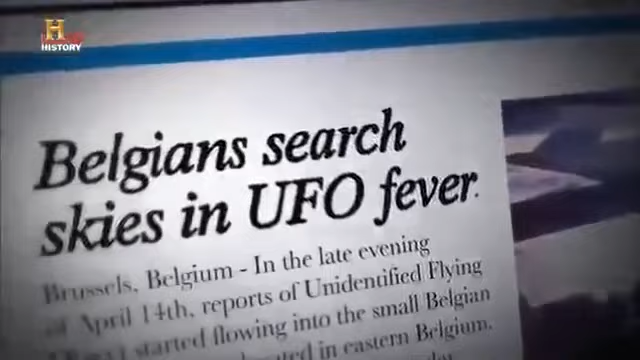 H
HISTORY
Belgians search
skies in UFO fever.
Brussels, Belgium - In the late evening
of April 14th, reports of Unidentified Flying
started flowing into the small Belgian
in eastern Belgium.